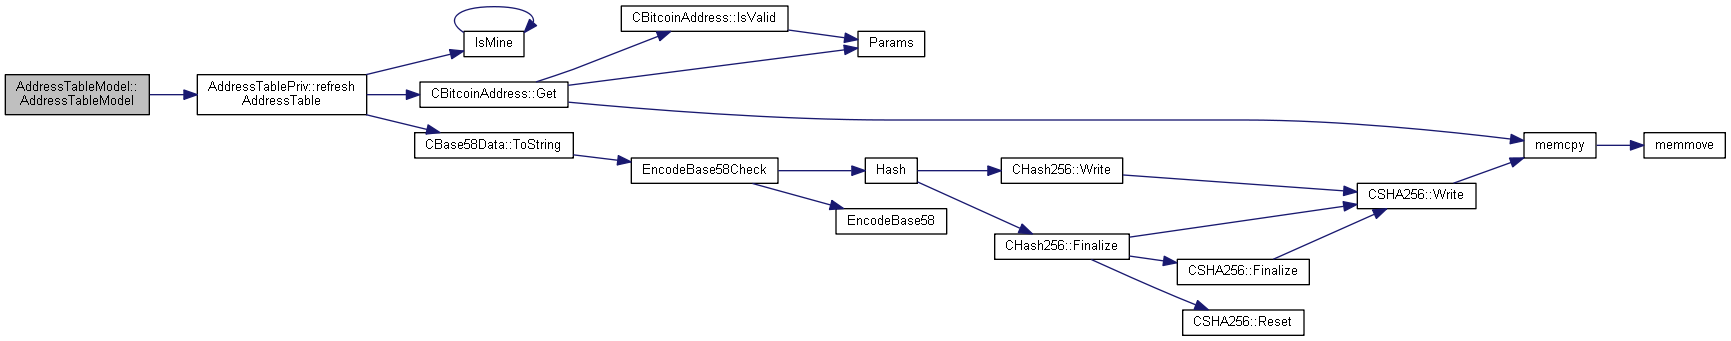 AddressTableModel::
AddressTableModel
AddressTablePriv::refresh
AddressTable
IsMine
CBitcoinAddress::Get
CBase58Data::ToString
CBitcoinAddress::IsValid
Params
EncodeBase58Check
Hash
EncodeBase58
CHash256::Write
CHash256::Finalize
CSHA256::Write
CSHA256::Finalize
CSHA256::Reset
memcpy
memmove